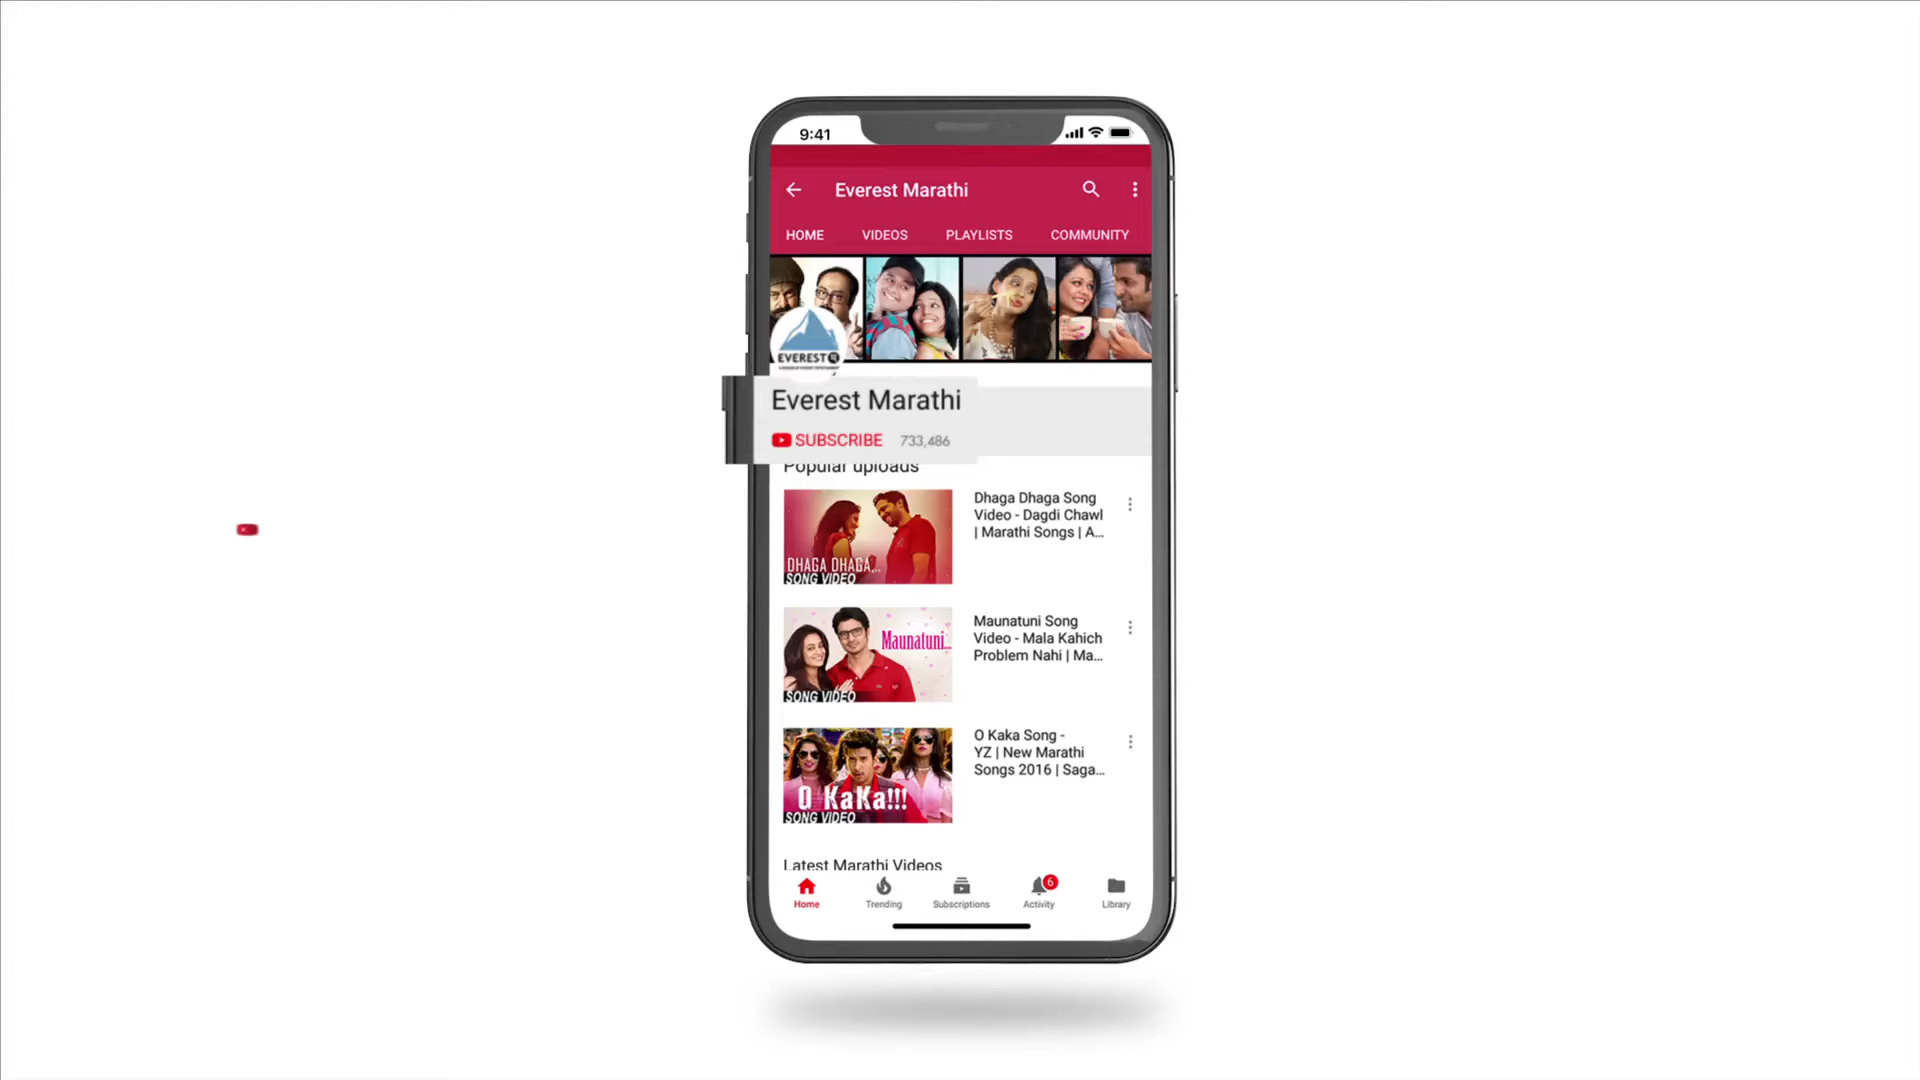 9:41
Everest Marathi
HOME VIDEOS PLAYLISTS COMMUNITY
EVEREST
Everest Marathi
SUBSCRIBE 733,486
Popular uploads
DHAGA DHAGA...
SONG VIDEO
Dhaga Dhaga Song
Video - Dagdi Chawl
| Marathi Songs | A...
Maunatuni...
SONG VIDEO
Maunatuni Song
Video - Mala Kahich
Problem Nahi | Ma...
O KaKa!!!
SONG VIDEO
O Kaka Song -
YZ | New Marathi
Songs 2016 | Saga...
Latest Marathi Videos
6
Home Trending Subscriptions Activity Library